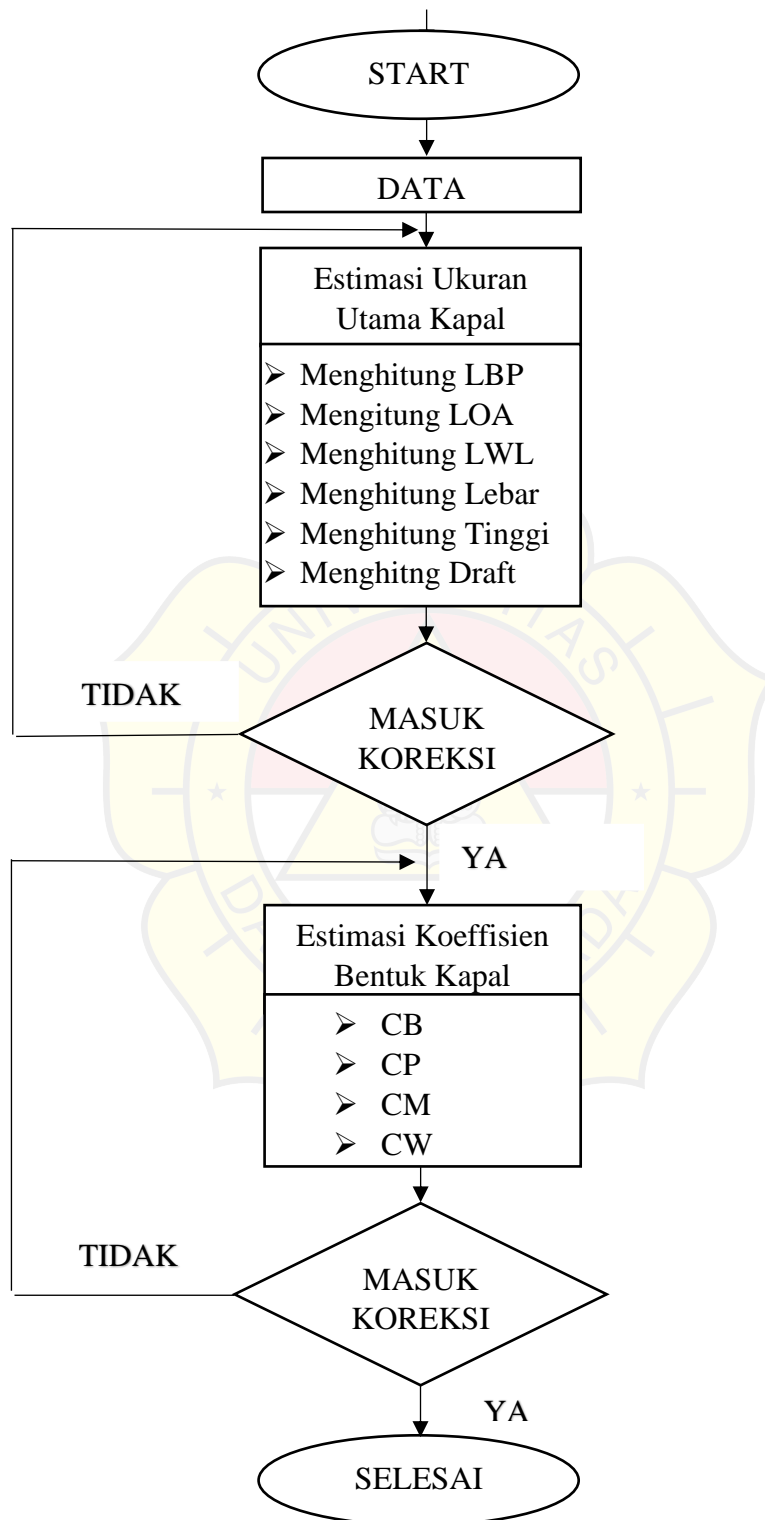 START
DATA
Estimasi Ukuran
Utama Kapal
➢ Menghitung LBP
➢ Mengitung LOA
➢ Menghitung LWL
➢ Menghitung Lebar
➢ Menghitung Tinggi
➢ Menghitng Draft
TIDAK
MASUK
KOREKSI
YA
Estimasi Koeffisien
Bentuk Kapal
➢ CB
➢ CP
➢ CM
➢ CW
TIDAK
MASUK
KOREKSI
YA
SELESAI